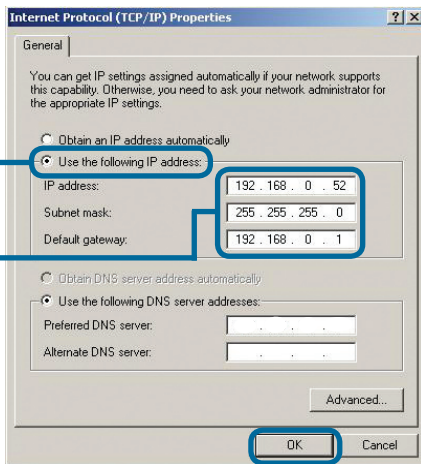 Internet Protocol (TCP/IP) Properties
General
You can get IP settings assigned automatically if your network supports
this capability. Otherwise, you need to ask your network administrator for
the appropriate IP settings.
Obtain an IP address automatically
Use the following IP address:
IP address: 192 . 168 . 0 . 52
Subnet mask: 255 . 255 . 255 . 0
Default gateway: 192 . 168 . 0 . 1
Obtain DNS server address automatically
Use the following DNS server addresses:
Preferred DNS server: . . .
Alternate DNS server: . . .
Advanced...
OK Cancel